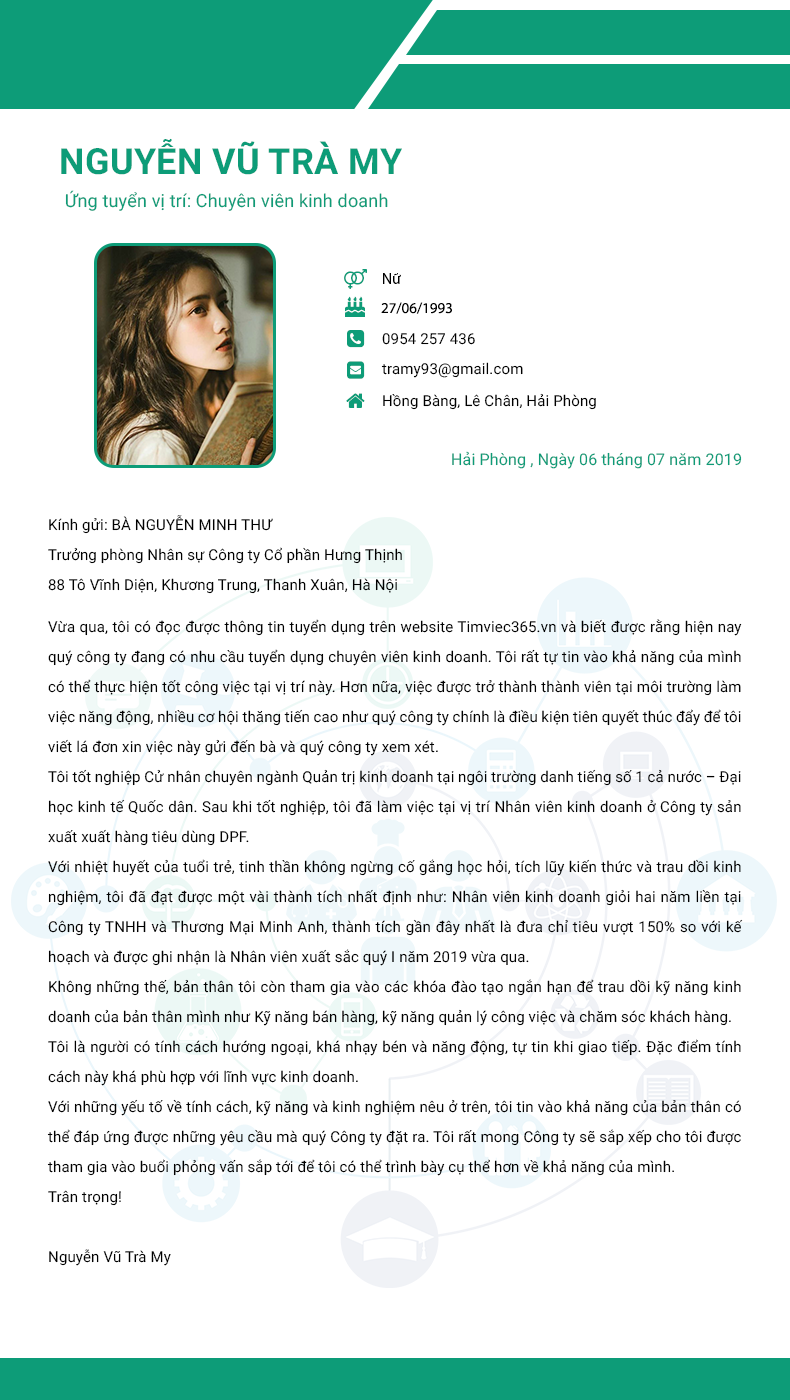 NGUYỄN VŨ TRÀ MY
Ứng tuyển vị trí: Chuyên viên kinh doanh
Nữ
27/06/1993
0954 257 436
tramy93@gmail.com
Hồng Bàng, Lê Chân, Hải Phòng
Hải Phòng , Ngày 06 tháng 07 năm 2019
Kính gửi: BÀ NGUYỄN MINH THƯ
Trưởng phòng Nhân sự Công ty Cổ phần Hưng Thịnh
88 Tô Vĩnh Diện, Khương Trung, Thanh Xuân, Hà Nội
Vừa qua, tôi có đọc được thông tin tuyển dụng trên website Timviec365.vn và biết được rằng hiện nay
quý công ty đang có nhu cầu tuyển dụng chuyên viên kinh doanh. Tôi rất tự tin vào khả năng của mình
có thể thực hiện tốt công việc tại vị trí này. Hơn nữa, việc được trở thành thành viên tại môi trường làm
việc năng động, nhiều cơ hội thăng tiến cao như quý công ty chính là điều kiện tiên quyết thúc đẩy để tôi
viết lá đơn xin việc này gửi đến bà và quý công ty xem xét.
Tôi tốt nghiệp Cử nhân chuyên ngành Quản trị kinh doanh tại ngôi trường danh tiếng số 1 cả nước – Đại
học kinh tế Quốc dân. Sau khi tốt nghiệp, tôi đã làm việc tại vị trí Nhân viên kinh doanh ở Công ty sản
xuất xuất hàng tiêu dùng DPF.
Với nhiệt huyết của tuổi trẻ, tinh thần không ngừng cố gắng học hỏi, tích lũy kiến thức và trau dồi kinh
nghiệm, tôi đã đạt được một vài thành tích nhất định như: Nhân viên kinh doanh giỏi hai năm liền tại
Công ty TNHH và Thương Mại Minh Anh, thành tích gần đây nhất là đưa chỉ tiêu vượt 150% so với kế
hoạch và được ghi nhận là Nhân viên xuất sắc quý I năm 2019 vừa qua.
Không những thế, bản thân tôi còn tham gia vào các khóa đào tạo ngắn hạn để trau dồi kỹ năng kinh
doanh của bản thân mình như Kỹ năng bán hàng, kỹ năng quản lý công việc và chăm sóc khách hàng.
Tôi là người có tính cách hướng ngoại, khá nhạy bén và năng động, tự tin khi giao tiếp. Đặc điểm tính
cách này khá phù hợp với lĩnh vực kinh doanh.
Với những yếu tố về tính cách, kỹ năng và kinh nghiệm nêu ở trên, tôi tin vào khả năng của bản thân có
thể đáp ứng được những yêu cầu mà quý Công ty đặt ra. Tôi rất mong Công ty sẽ sắp xếp cho tôi được
tham gia vào buổi phỏng vấn sắp tới để tôi có thể trình bày cụ thể hơn về khả năng của mình.
Trân trọng!
Nguyễn Vũ Trà My